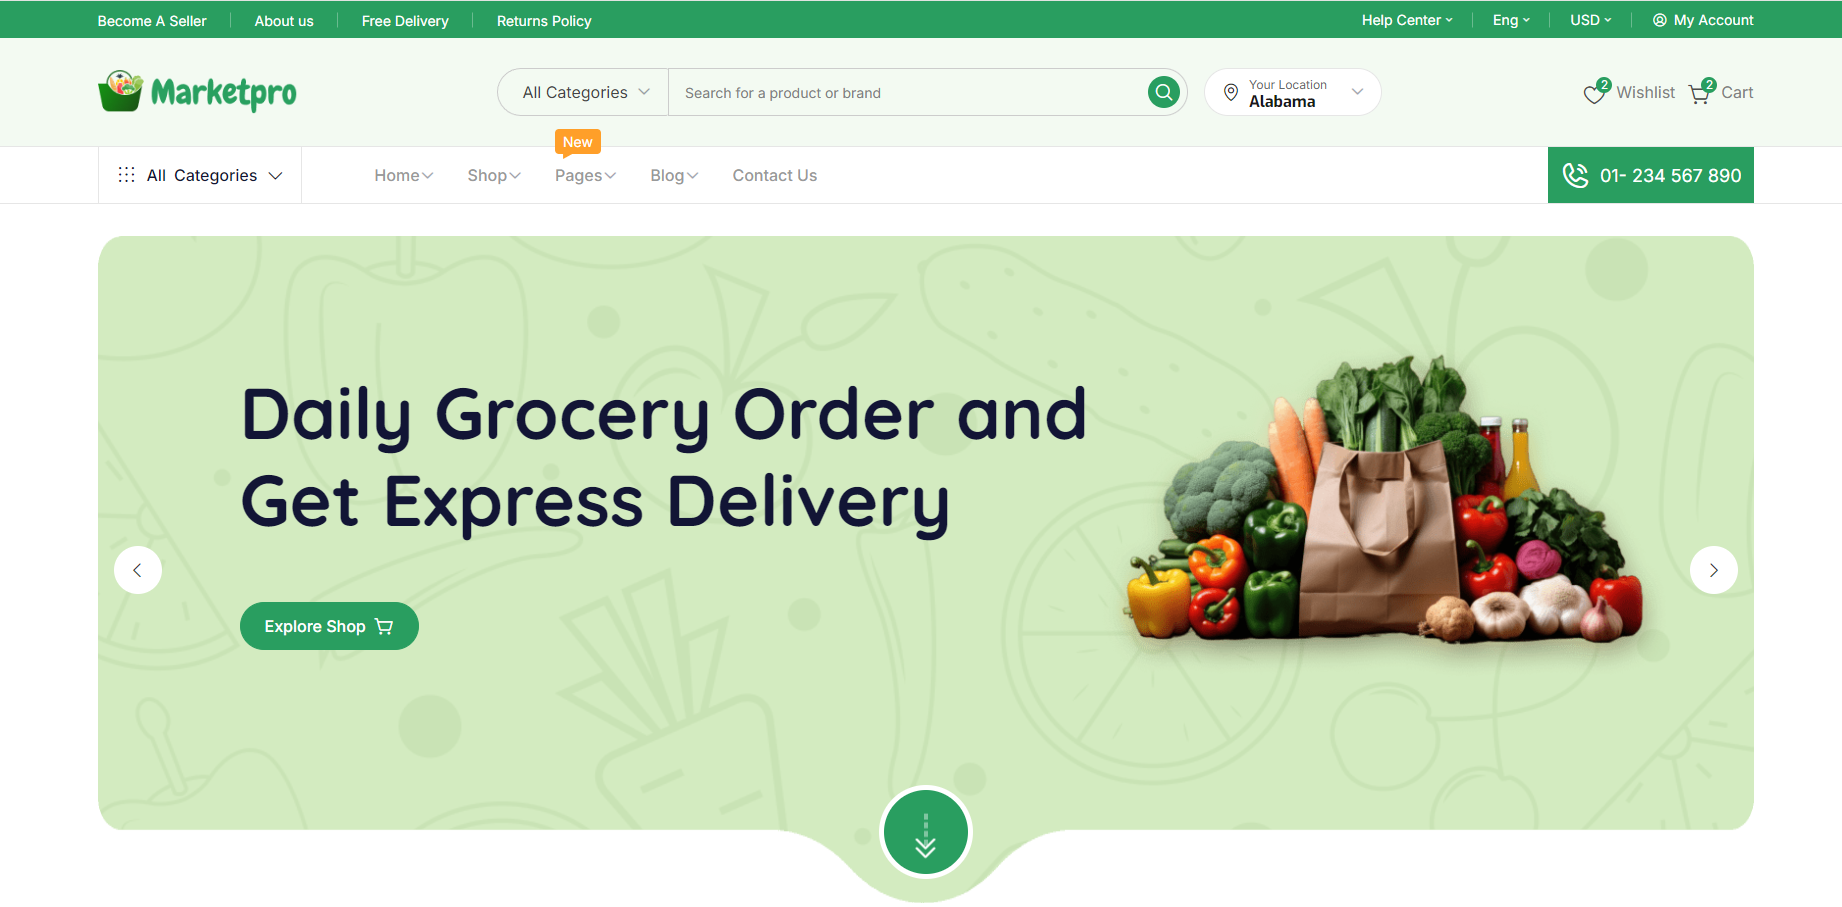 Become A Seller
About us
Free Delivery
Returns Policy
Help Center
Eng
USD
My Account
Marketpro
All Categories
Search for a product or brand
Your Location
Alabama
2
Wishlist
2
Cart
All Categories
Home
Shop
New
Pages
Blog
Contact Us
01- 234 567 890
Daily Grocery Order and
Get Express Delivery
Explore Shop